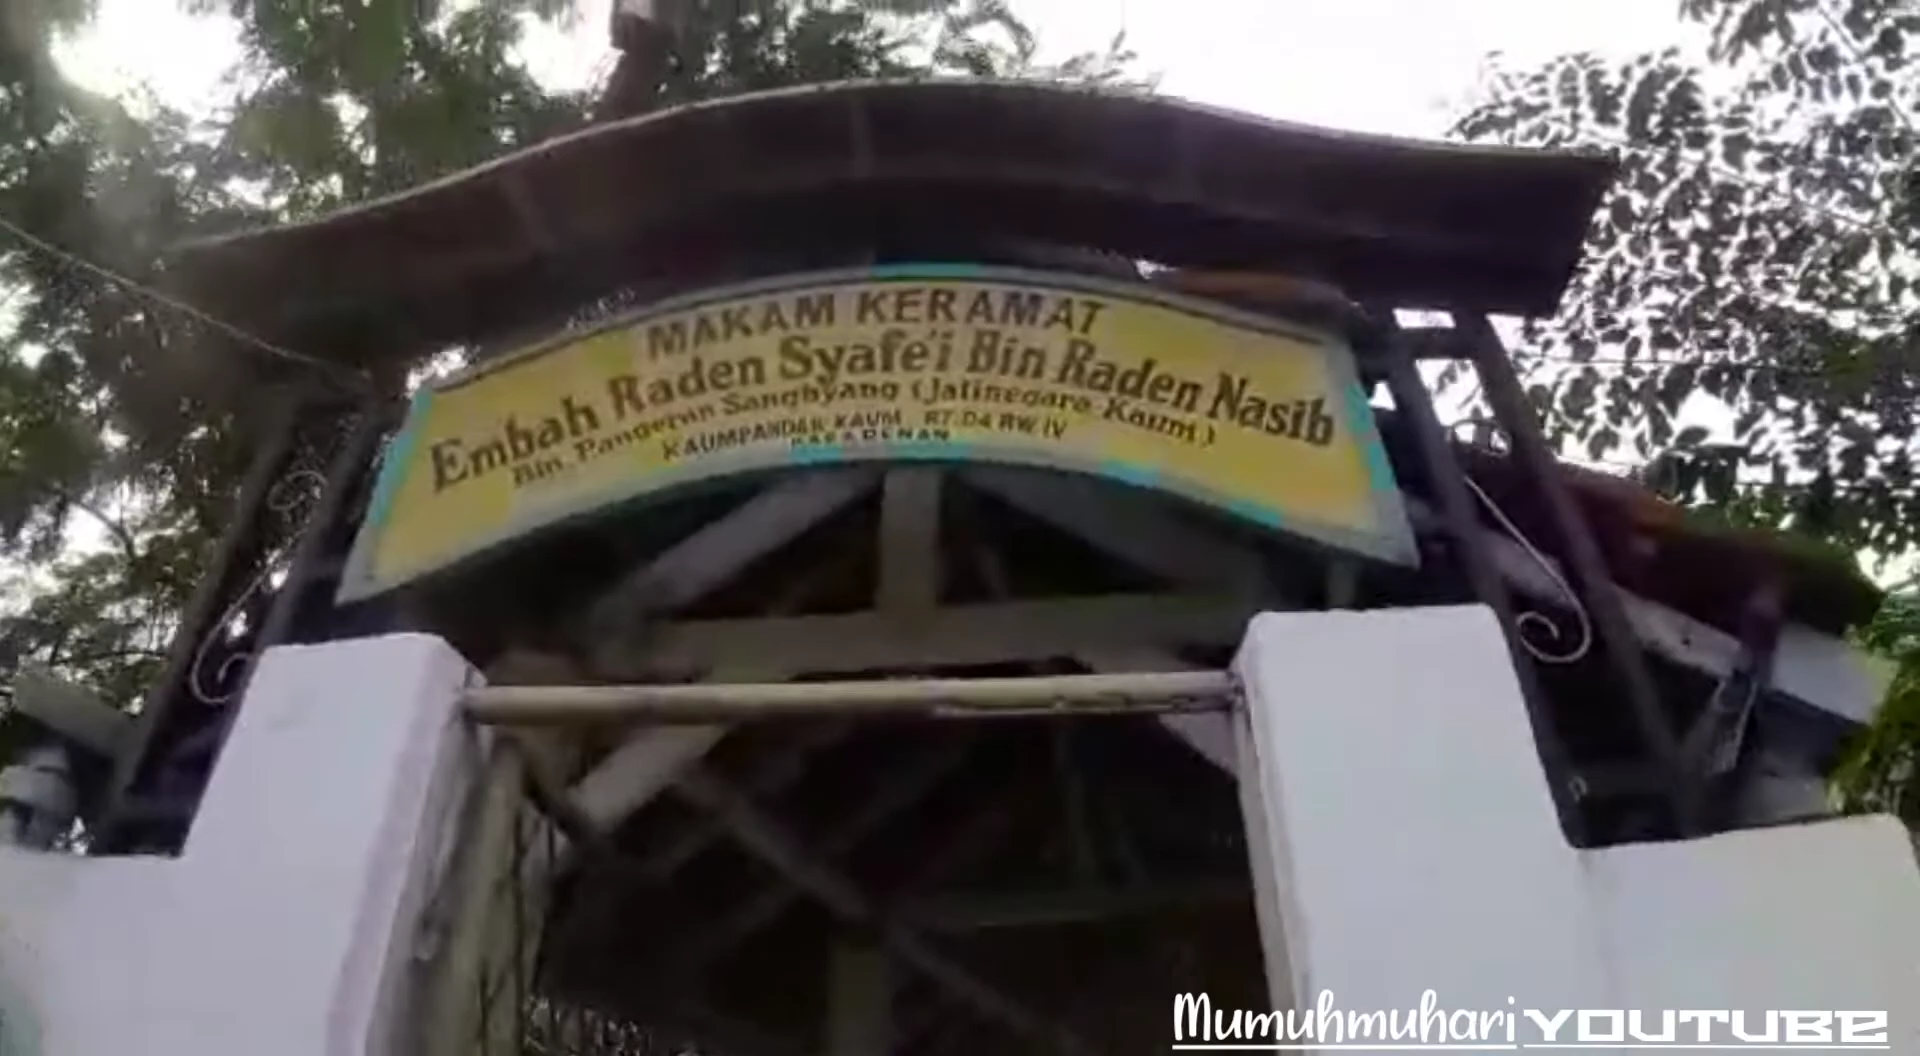 MAKAM KERAMAT
Embah Raden Syafe'i Bin Raden Nasib
Bin. Pangeran Sanghyang (Jatinegara Kaum)
KAUMPANDAK KAUM RT 04 RW IV
Mumuhmuhari YOUTUBE